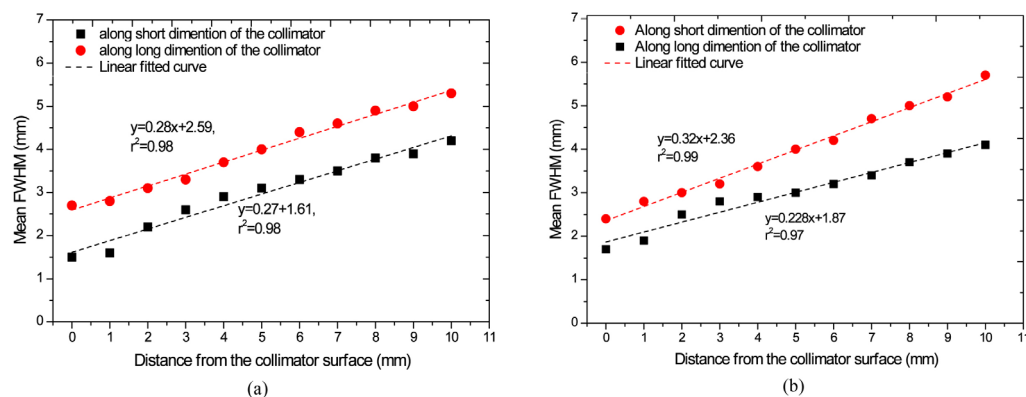 (a)
7
6
5
4
3
2
1
0
Mean FWHM (mm)
along short dimention of the collimator
along long dimention of the collimator
Linear fitted curve
y=0.28x+2.59,
r²=0.98
y=0.27+1.61,
r²=0.98
0 1 2 3 4 5 6 7 8 9 10 11
Distance from the collimator surface (mm)
(a)
(b)
7
6
5
4
3
2
1
0
Mean FWHM (mm)
Along short dimention of the collimator
Along long dimention of the collimator
Linear fitted curve
y=0.32x+2.36
r²=0.99
y=0.228x+1.87
r²=0.97
0 1 2 3 4 5 6 7 8 9 10 11
Distance from the collimator surface (mm)
(b)